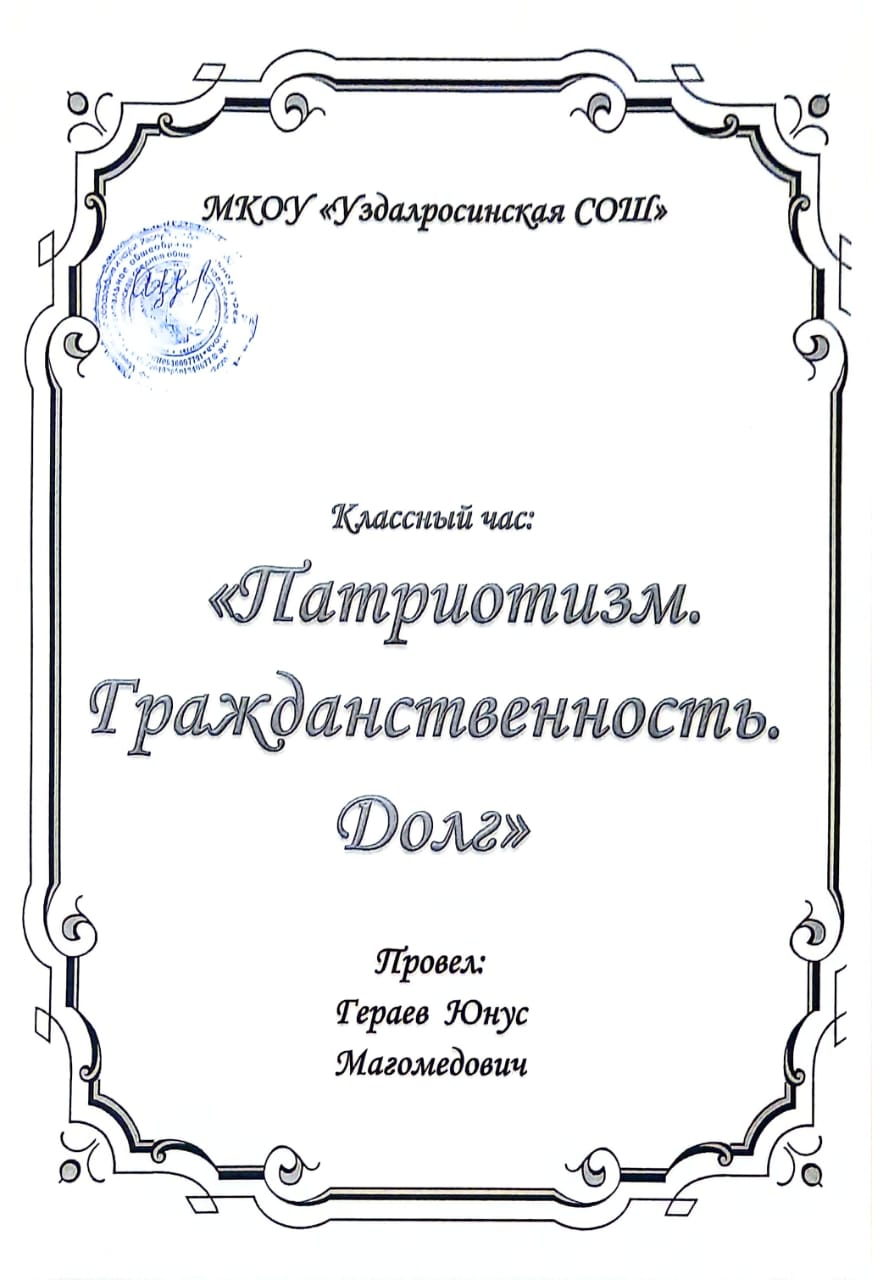 МКОУ «Уздалросинская СОШ»
Классный час:
«Патриотизм.
Гражданственность.
Долг»
Провел:
Гераев Юнус
Магомедович